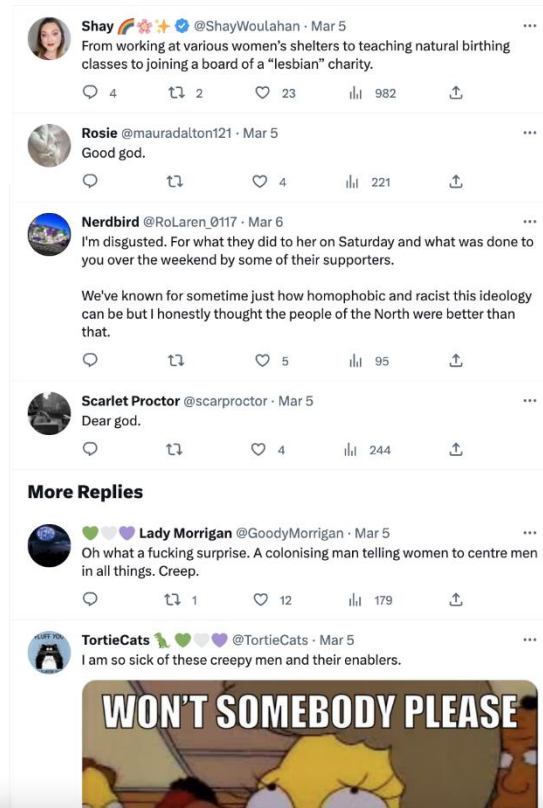 Shay @ShayWoulahan · Mar 5
From working at various women's shelters to teaching natural birthing
classes to joining a board of a "lesbian" charity.
4 2 23 982
Rosie @mauradalton121 · Mar 5
Good god.
4 221
Nerdbird @RoLaren_0117 · Mar 6
I'm disgusted. For what they did to her on Saturday and what was done to
you over the weekend by some of their supporters.
We've known for sometime just how homophobic and racist this ideology
can be but I honestly thought the people of the North were better than
that.
5 95
Scarlet Proctor @scarproctor · Mar 5
Dear god.
4 244
More Replies
Lady Morrigan @GoodyMorrigan · Mar 5
Oh what a fucking surprise. A colonising man telling women to centre men
in all things. Creep.
1 12 179
TortieCats @TortieCats · Mar 5
I am so sick of these creepy men and their enablers.
WON'T SOMEBODY PLEASE